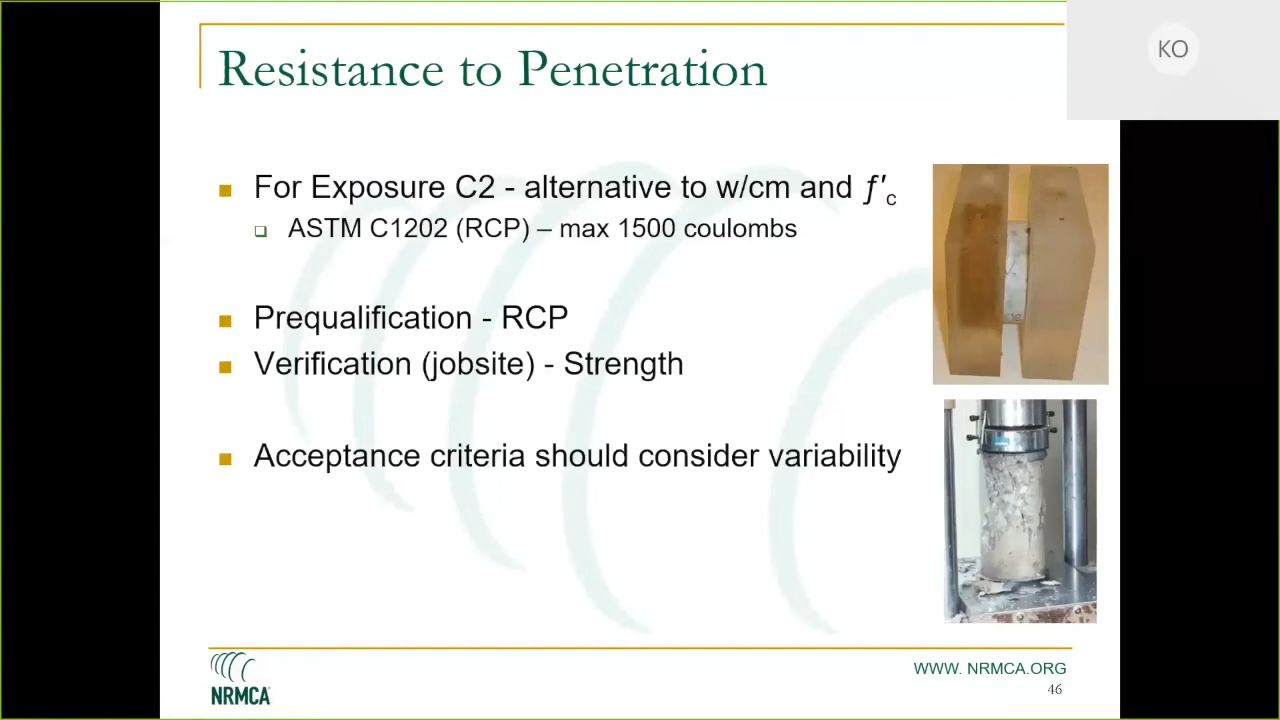 Resistance to Penetration
KO
For Exposure C2 - alternative to w/cm and ƒ′c
ASTM C1202 (RCP) – max 1500 coulombs
Prequalification - RCP
Verification (jobsite) - Strength
Acceptance criteria should consider variability
NRMCA
WWW. NRMCA.ORG
46